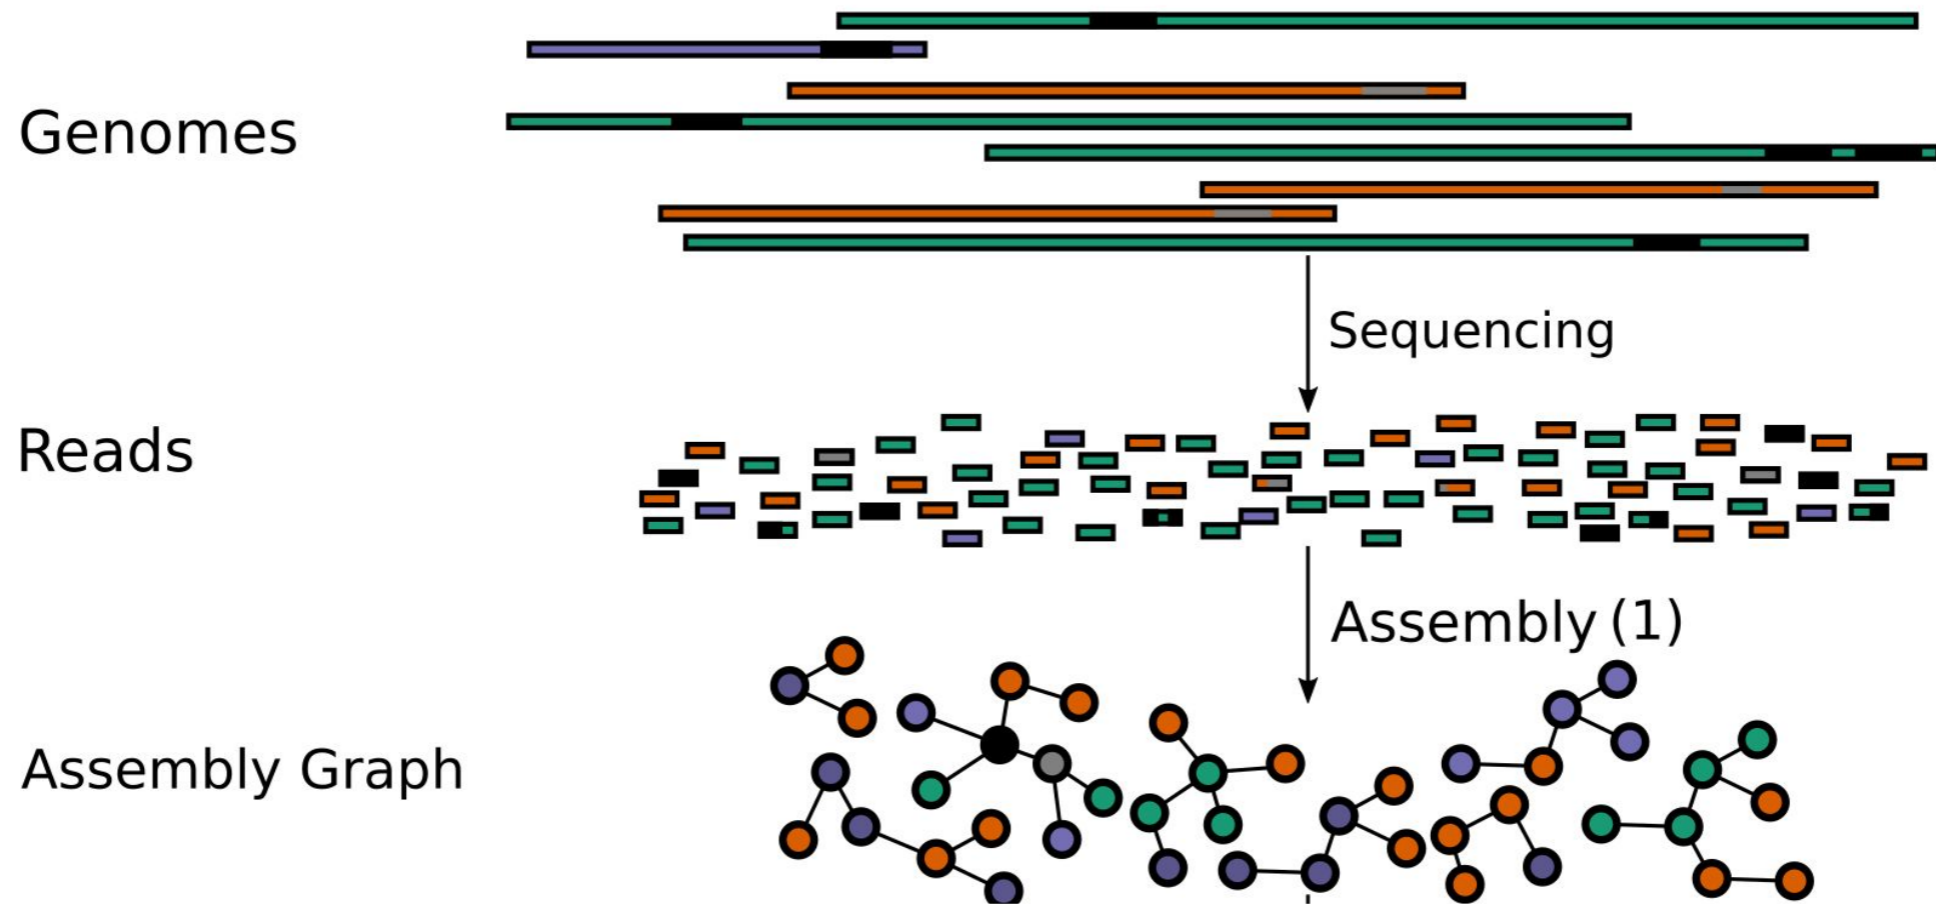 Genomes
Sequencing
Reads
Assembly (1)
Assembly Graph